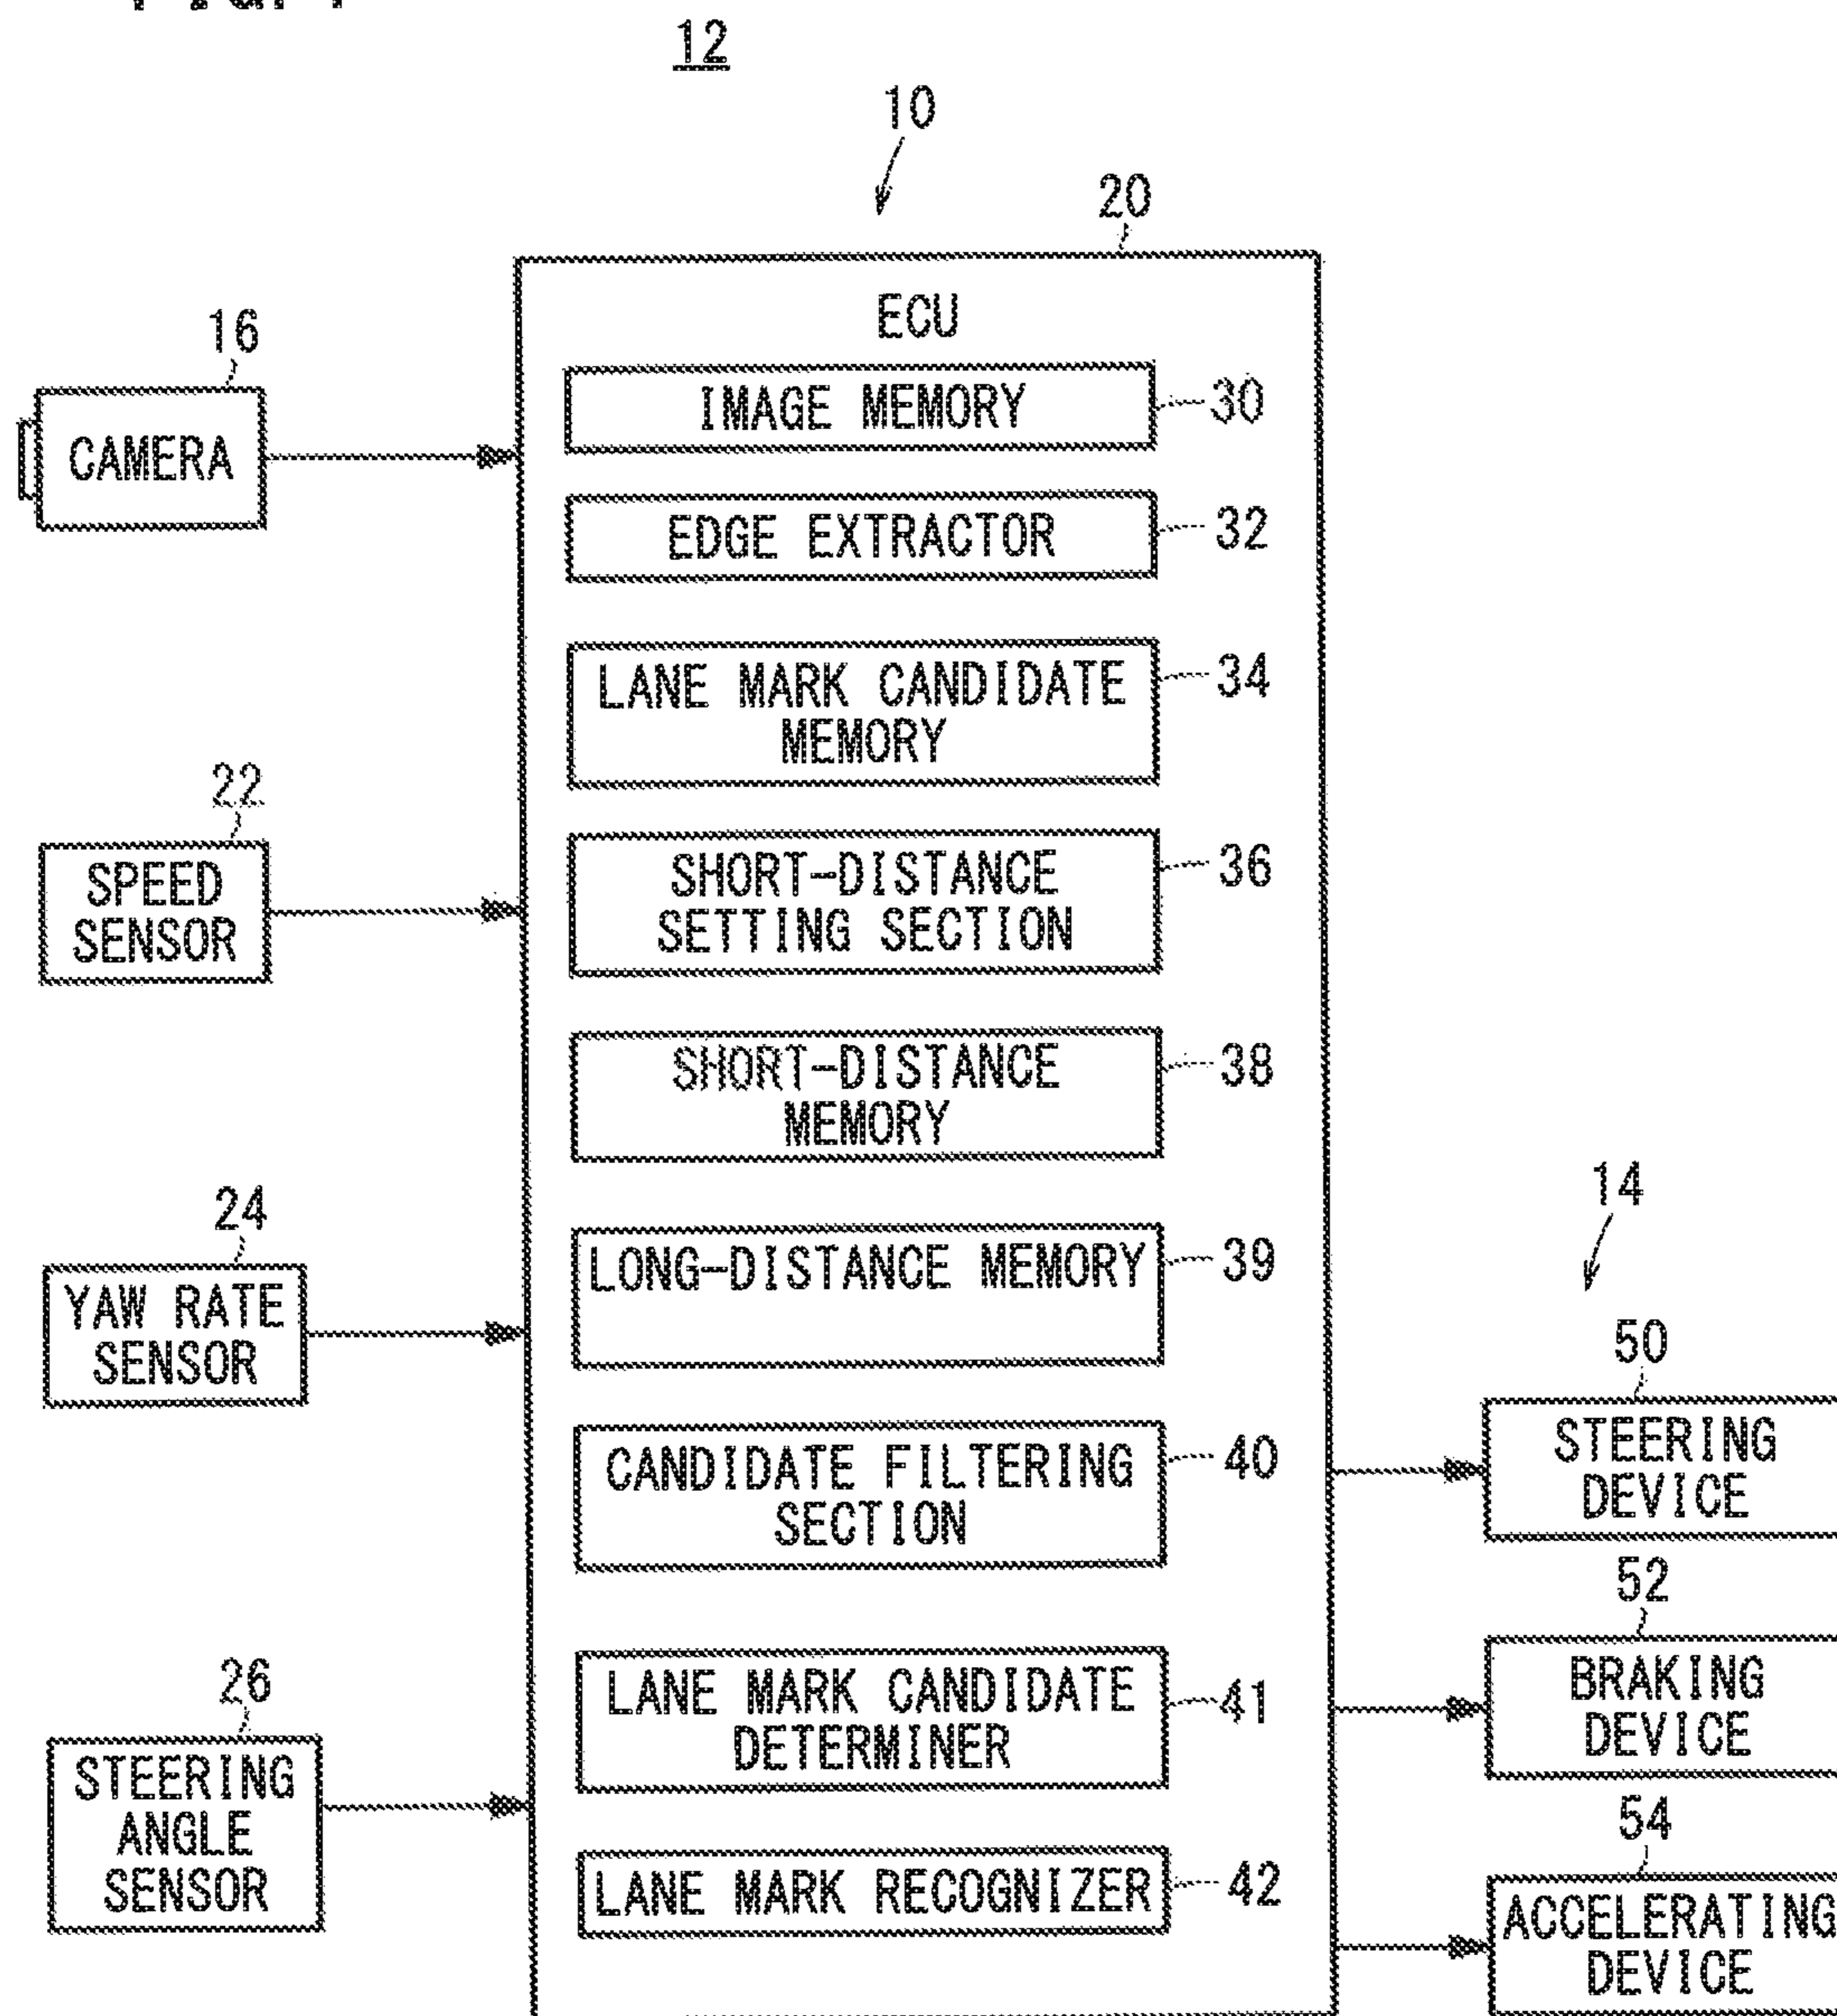 12
10
20
ECU
16
CAMERA
IMAGE MEMORY
30
EDGE EXTRACTOR
32
LANE MARK CANDIDATE
MEMORY
34
22
SPEED
SENSOR
SHORT-DISTANCE
SETTING SECTION
36
SHORT-DISTANCE
MEMORY
38
24
YAW RATE
SENSOR
LONG-DISTANCE MEMORY
39
14
CANDIDATE FILTERING
SECTION
40
50
STEERING
DEVICE
52
BRAKING
DEVICE
26
STEERING
ANGLE
SENSOR
LANE MARK CANDIDATE
DETERMINER
41
LANE MARK RECOGNIZER
42
54
ACCELERATING
DEVICE